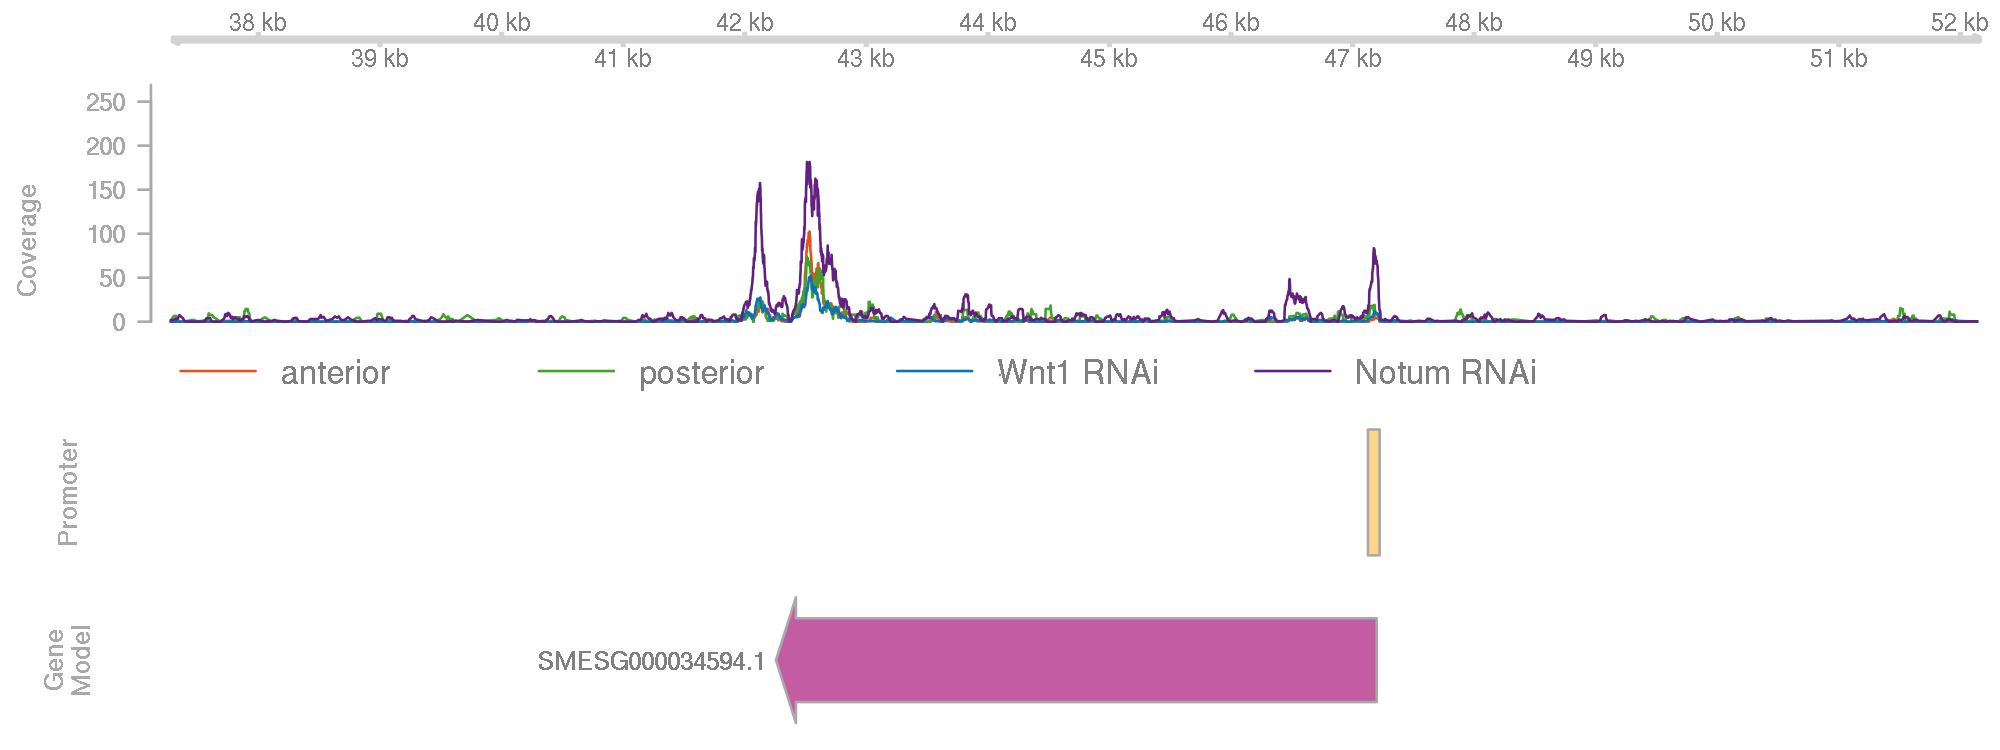 38 kb 40 kb 42 kb 44 kb 46 kb 48 kb 50 kb 52 kb
39 kb 41 kb 43 kb 45 kb 47 kb 49 kb 51 kb
250
200
150
100
50
0
Coverage
anterior posterior Wnt1 RNAi Notum RNAi
Promoter
Gene
Model
SMESG000034594.1